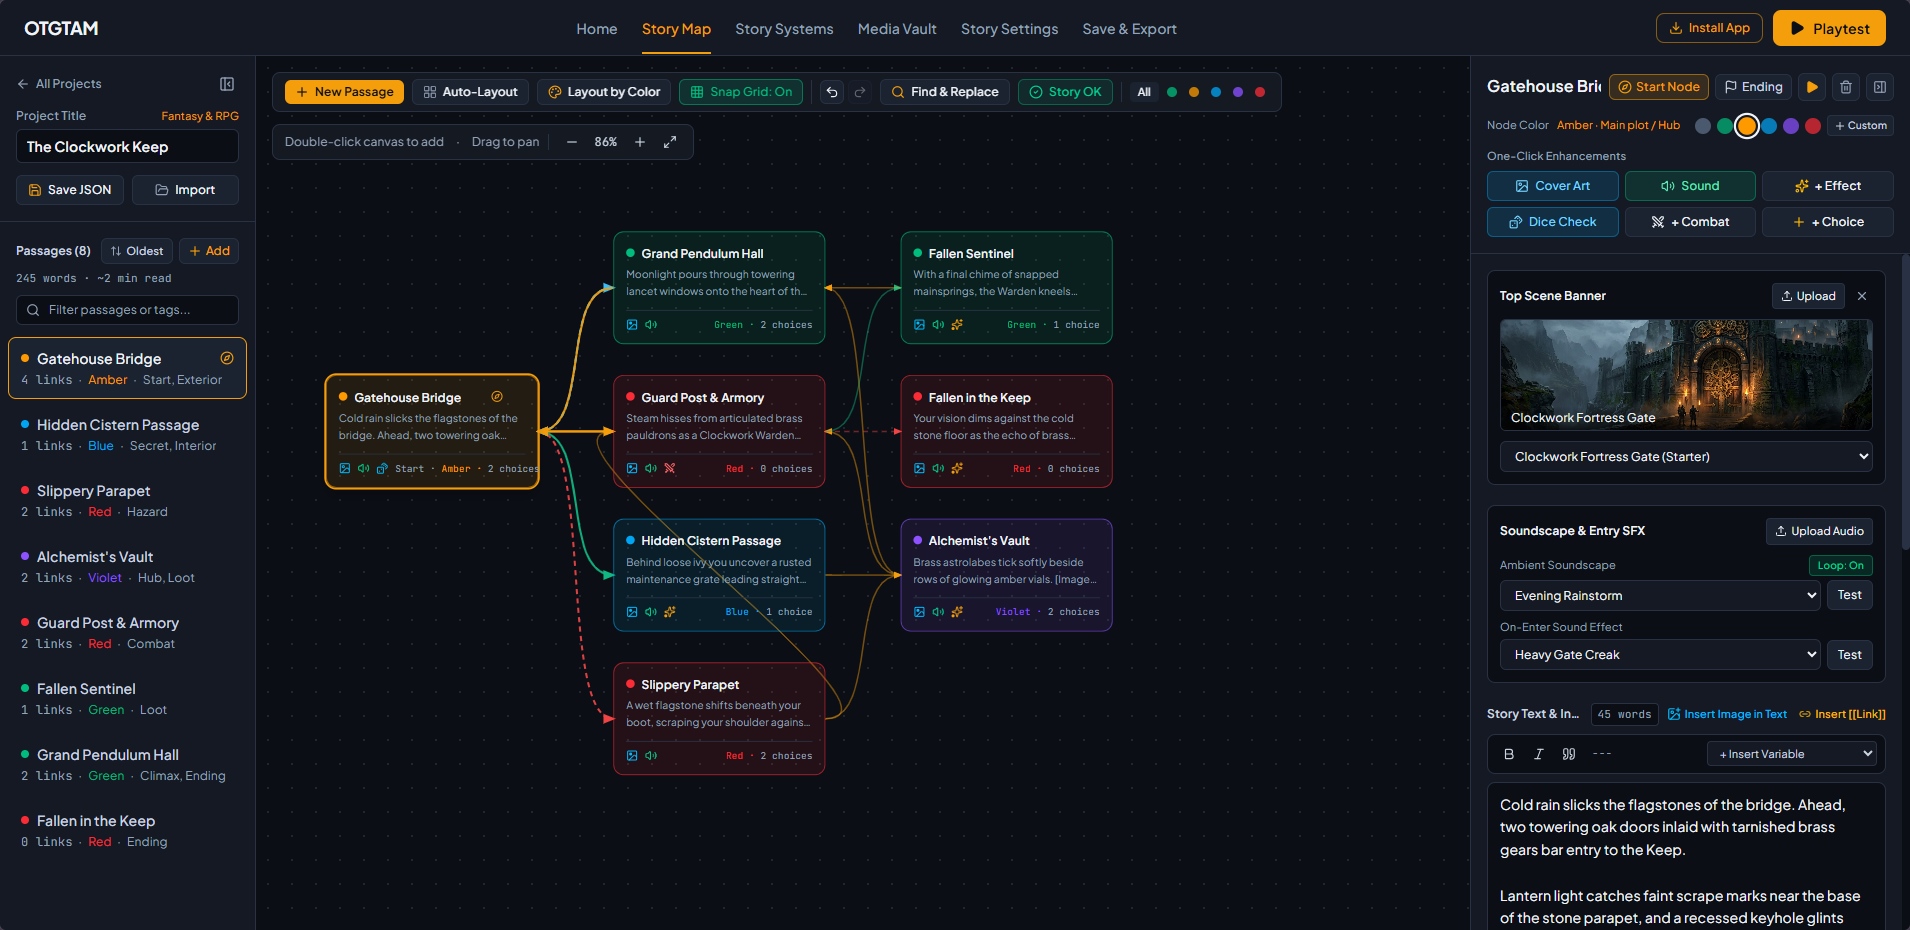 OTGTAM
Home
Story Map
Story Systems
Media Vault
Story Settings
Save & Export
Install App
Playtest
All Projects
Project Title
Fantasy & RPG
The Clockwork Keep
Save JSON
Import
Passages (8)
Oldest
Add
245 words · ~2 min read
Filter passages or tags...
Gatehouse Bridge
4 links · Amber · Start, Exterior
Hidden Cistern Passage
1 links · Blue · Secret, Interior
Slippery Parapet
2 links · Red · Hazard
Alchemist's Vault
2 links · Violet · Hub, Loot
Guard Post & Armory
2 links · Red · Combat
Fallen Sentinel
1 links · Green · Loot
Grand Pendulum Hall
2 links · Green · Climax, Ending
Fallen in the Keep
0 links · Red · Ending
New Passage
Auto-Layout
Layout by Color
Snap Grid: On
Find & Replace
Story OK
All
Double-click canvas to add · Drag to pan
86%
Gatehouse Bridge
Cold rain slicks the flagstones of the
bridge. Ahead, two towering oak...
Start · Amber · 2 choices
Grand Pendulum Hall
Moonlight pours through towering
lancet windows onto the heart of th...
Green · 2 choices
Fallen Sentinel
With a final chime of snapped
mainsprings, the Warden kneels...
Green · 1 choice
Guard Post & Armory
Steam hisses from articulated brass
pauldrons as a Clockwork Warden...
Red · 0 choices
Fallen in the Keep
Your vision dims against the cold
stone floor as the echo of brass...
Red · 0 choices
Hidden Cistern Passage
Behind loose ivy you uncover a rusted
maintenance grate leading straight...
Blue · 1 choice
Alchemist's Vault
Brass astrolabes tick softly beside
rows of glowing amber vials. [Image...
Violet · 2 choices
Slippery Parapet
A wet flagstone shifts beneath your
boot, scraping your shoulder agains...
Red · 2 choices
Gatehouse Bri
Start Node
Ending
Node Color
Amber · Main plot / Hub
+ Custom
One-Click Enhancements
Cover Art
Sound
+ Effect
Dice Check
+ Combat
+ Choice
Top Scene Banner
Upload
Clockwork Fortress Gate
Clockwork Fortress Gate (Starter)
Soundscape & Entry SFX
Upload Audio
Ambient Soundscape
Loop: On
Evening Rainstorm
Test
On-Enter Sound Effect
Heavy Gate Creak
Test
Story Text & In...
45 words
Insert Image in Text
Insert [[Link]]
B I ---
+ Insert Variable
Cold rain slicks the flagstones of the bridge. Ahead,
two towering oak doors inlaid with tarnished brass
gears bar entry to the Keep.
Lantern light catches faint scrape marks near the base
of the stone parapet, and a recessed keyhole glints